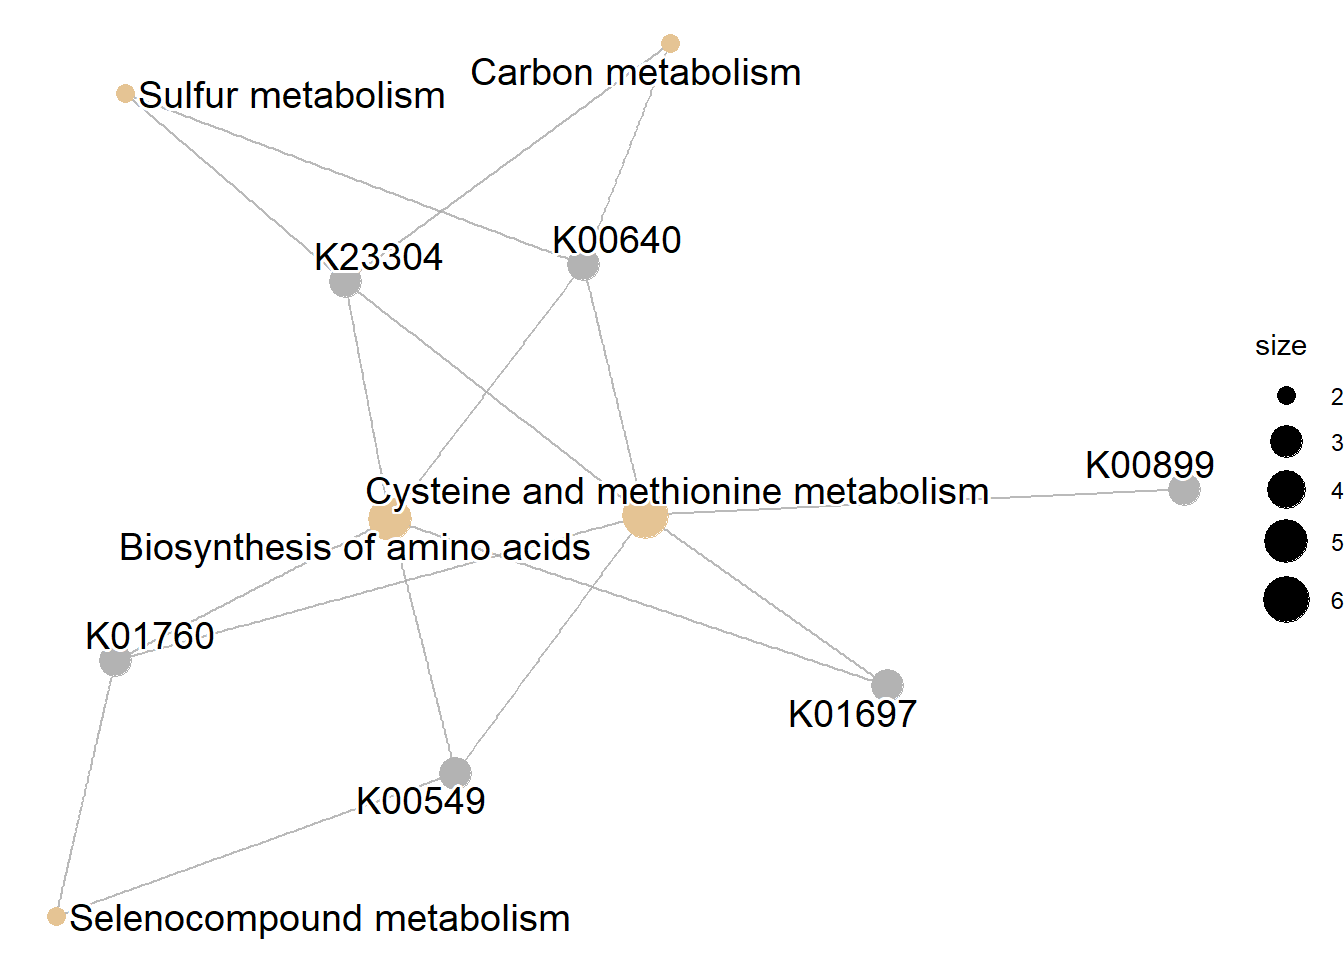 Carbon metabolism
Sulfur metabolism
K00640
K23304
size
2
3
4
5
6
K00899
Cysteine and methionine metabolism
Biosynthesis of amino acids
K01760
K01697
K00549
Selenocompound metabolism